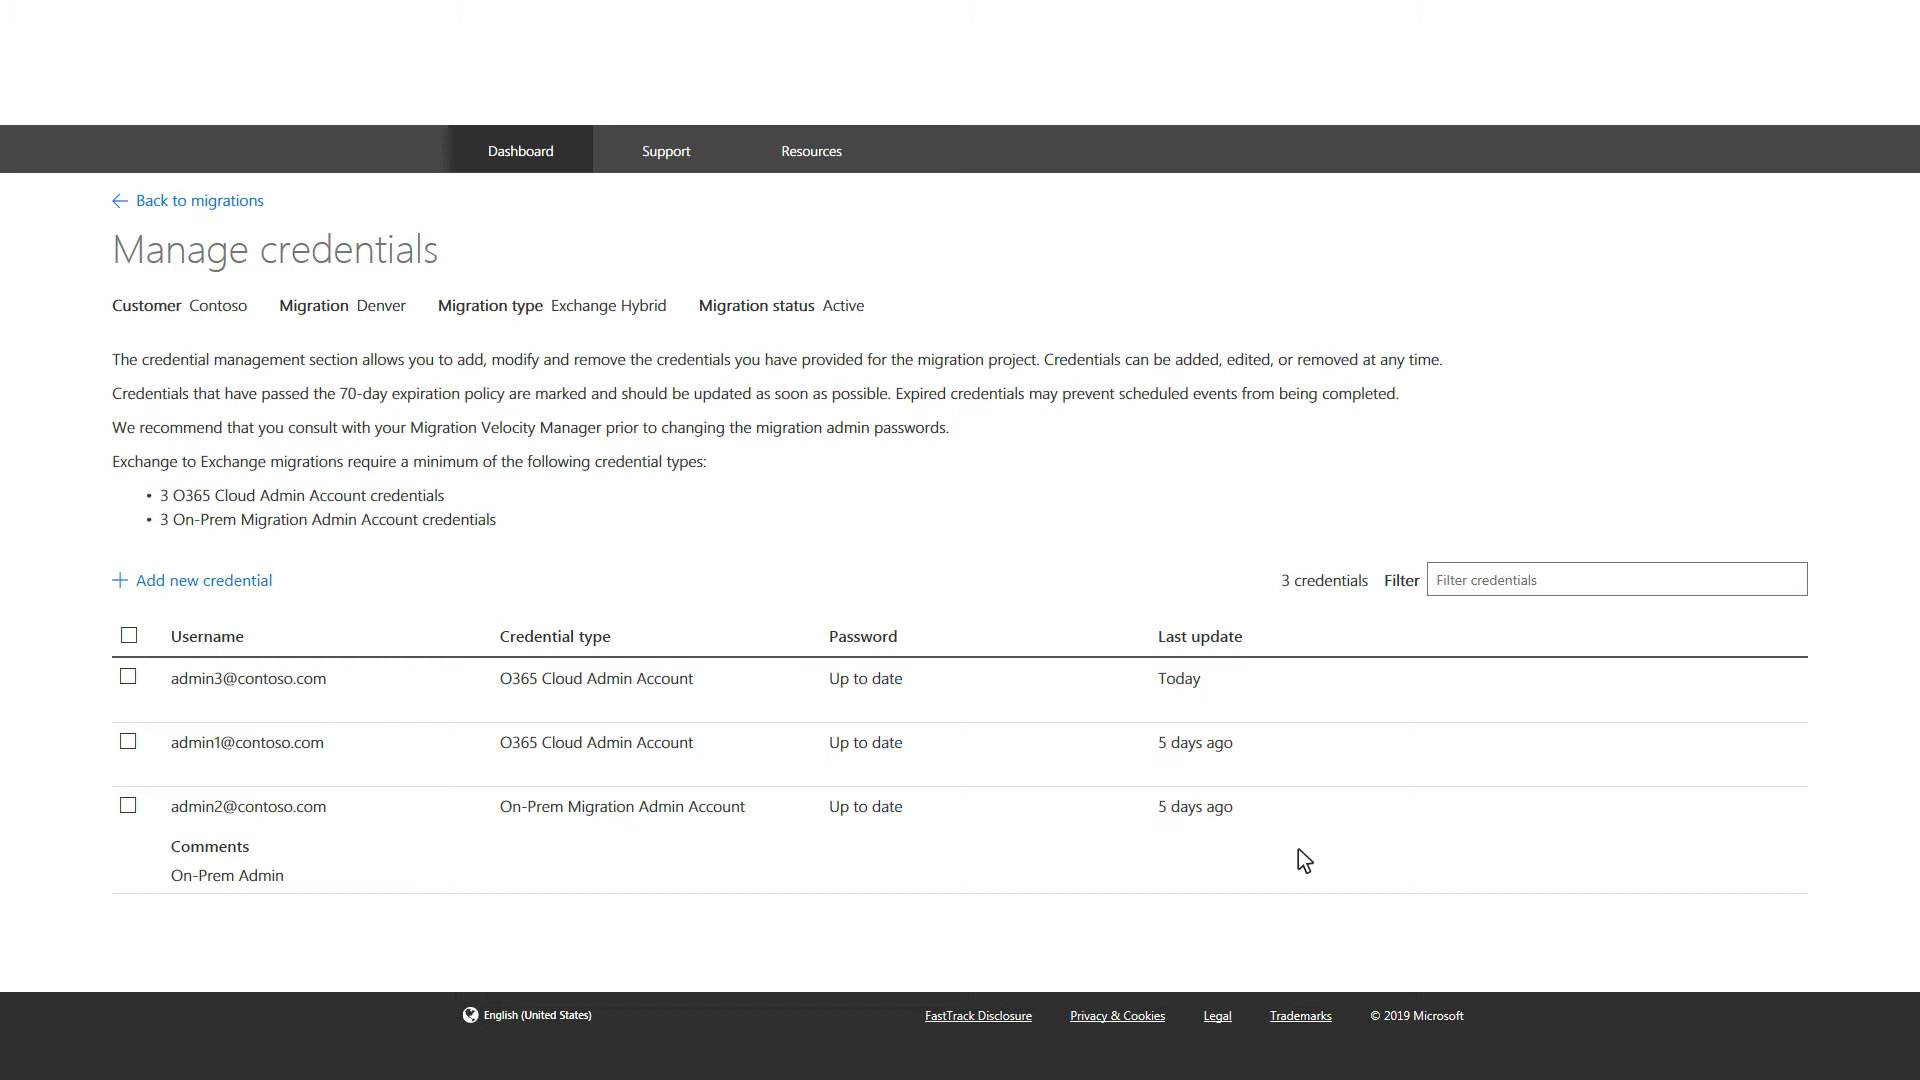 Dashboard Support Resources
Back to migrations
Manage credentials
Customer Contoso Migration Denver Migration type Exchange Hybrid Migration status Active
The credential management section allows you to add, modify and remove the credentials you have provided for the migration project. Credentials can be added, edited, or removed at any time.
Credentials that have passed the 70-day expiration policy are marked and should be updated as soon as possible. Expired credentials may prevent scheduled events from being completed.
We recommend that you consult with your Migration Velocity Manager prior to changing the migration admin passwords.
Exchange to Exchange migrations require a minimum of the following credential types:
• 3 O365 Cloud Admin Account credentials
• 3 On-Prem Migration Admin Account credentials
Add new credential 3 credentials Filter Filter credentials
Username Credential type Password Last update
admin3@contoso.com O365 Cloud Admin Account Up to date Today
admin1@contoso.com O365 Cloud Admin Account Up to date 5 days ago
admin2@contoso.com On-Prem Migration Admin Account Up to date 5 days ago
Comments
On-Prem Admin
English (United States) FastTrack Disclosure Privacy & Cookies Legal Trademarks © 2019 Microsoft